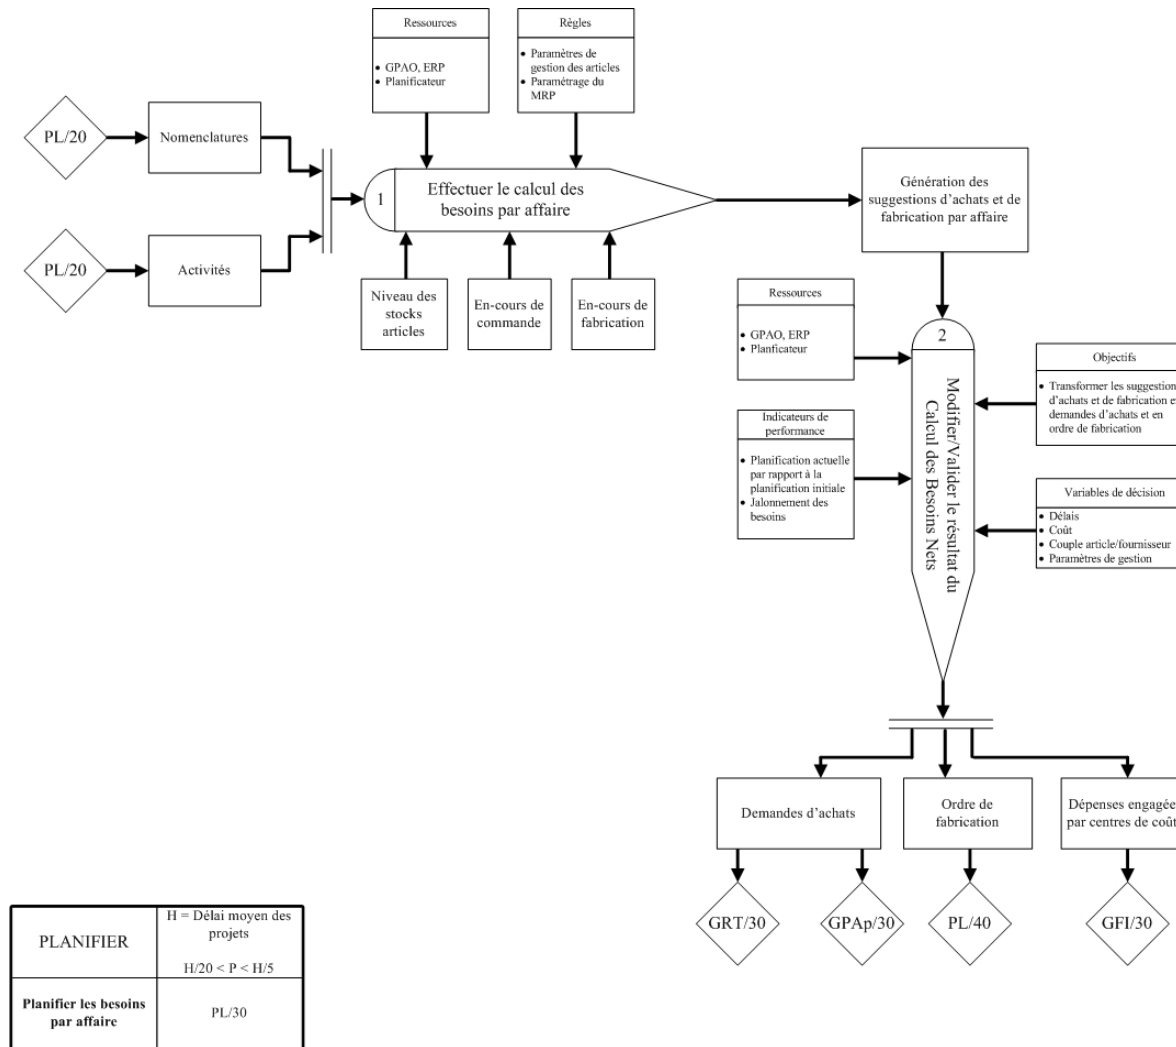 Ressources
• GPAO, ERP
• Planificateur
Règles
• Paramètres de
gestion des articles
• Paramétrage du
MRP
PL/20
Nomenclatures
PL/20
Activités
1
Effectuer le calcul des
besoins par affaire
Niveau des
stocks
articles
En-cours de
commande
En-cours de
fabrication
Génération des
suggestions d'achats et de
fabrication par affaire
Ressources
• GPAO, ERP
• Planficateur
Indicateurs de
performance
• Planification actuelle
par rapport à la
planification initiale
• Jalonnement des
besoins
2
Modifier/Valider le résultat du
Calcul des Besoins Nets
Objectifs
• Transformer les suggestion
d'achats et de fabrication e
demandes d'achats et en
ordre de fabrication
Variables de décision
• Délais
• Coût
• Couple article/fournisseur
• Paramètres de gestion
Demandes d'achats
Ordre de
fabrication
Dépenses engagée
par centres de coût
GRT/30
GPAp/30
PL/40
GFI/30
PLANIFIER
H = Délai moyen des
projets
H/20 < P < H/5
Planifier les besoins
par affaire
PL/30